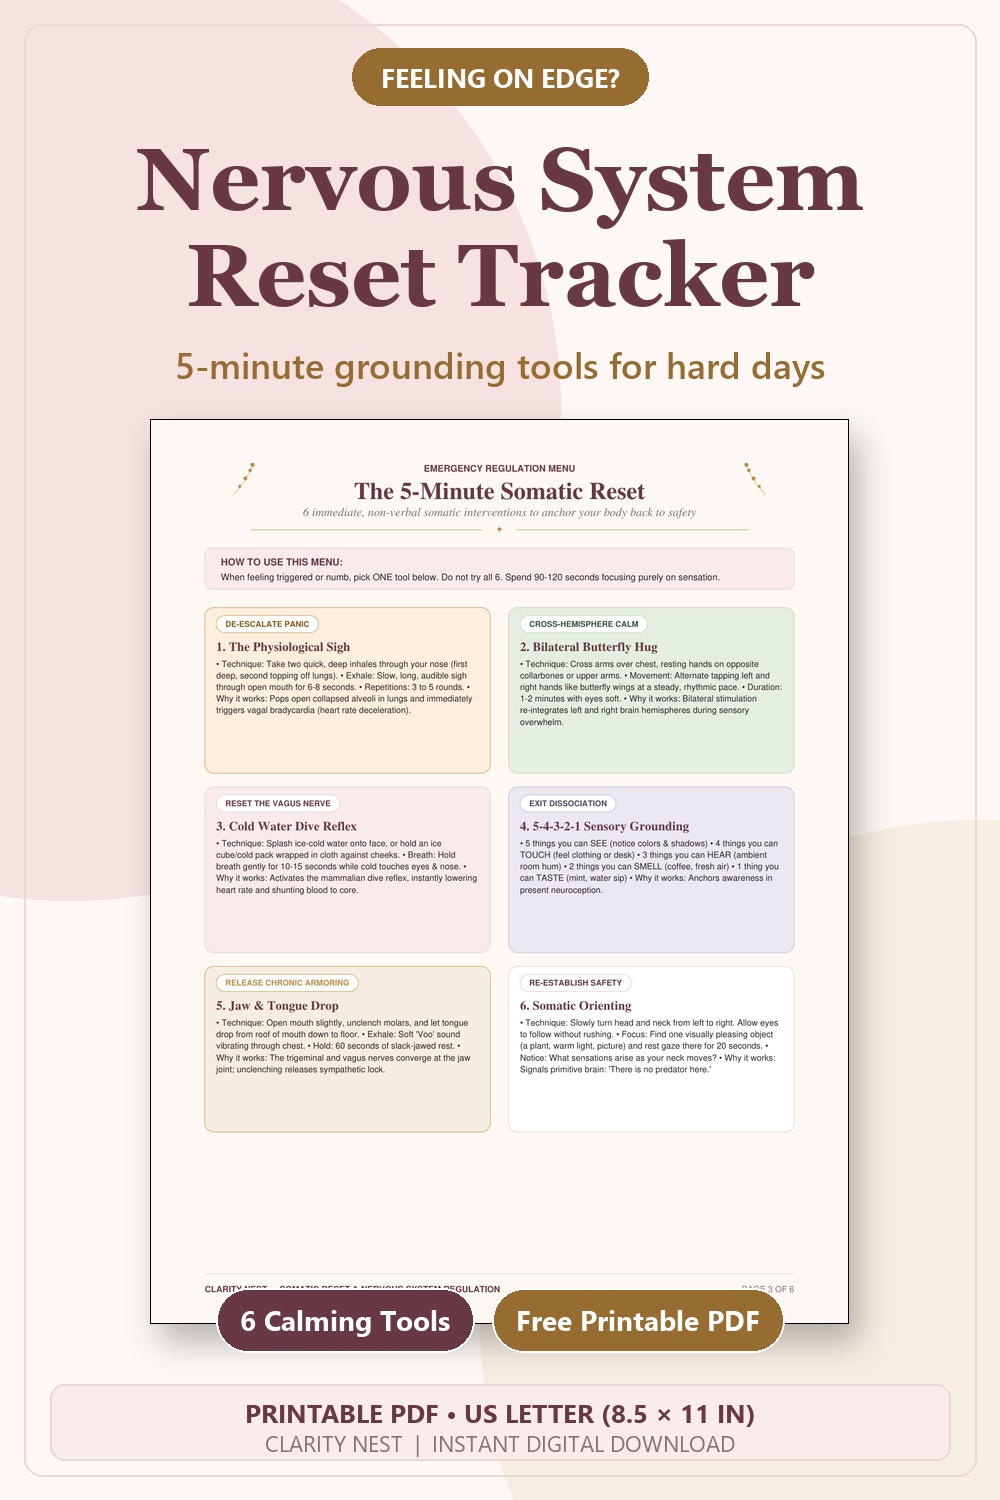 FEELING ON EDGE?
Nervous System
Reset Tracker
5-minute grounding tools for hard days
EMERGENCY REGULATION MENU
The 5-Minute Somatic Reset
6 immediate, non-verbal somatic interventions to anchor your body back to safety
HOW TO USE THIS MENU:
When feeling triggered or numb, pick ONE tool below. Do not try all 6. Spend 90-120 seconds focusing purely on sensation.
DE-ESCALATE PANIC
1. The Physiological Sigh
• Technique: Take two quick, deep inhales through your nose (first
deep, second topping off lungs). • Exhale: Slow, long, audible sigh
through open mouth for 6-8 seconds. • Repetitions: 3 to 5 rounds. •
Why it works: Pops open collapsed alveoli in lungs and immediately
triggers vagal bradycardia (heart rate deceleration).
CROSS-HEMISPHERE CALM
2. Bilateral Butterfly Hug
• Technique: Cross arms over chest, resting hands on opposite
collarbones or upper arms. • Movement: Alternate tapping left and
right hands like butterfly wings at a steady, rhythmic pace. • Duration:
1-2 minutes with eyes soft. • Why it works: Bilateral stimulation
re-integrates left and right brain hemispheres during sensory
overwhelm.
RESET THE VAGUS NERVE
3. Cold Water Dive Reflex
• Technique: Splash ice-cold water onto face, or hold an ice
cube/cold pack wrapped in cloth against cheeks. • Breath: Hold
breath gently for 10-15 seconds while cold touches eyes & nose. •
Why it works: Activates the mammalian dive reflex, instantly lowering
heart rate and shunting blood to core.
EXIT DISSOCIATION
4. 5-4-3-2-1 Sensory Grounding
• 5 things you can SEE (notice colors & shadows) • 4 things you can
TOUCH (feel clothing or desk) • 3 things you can HEAR (ambient
room hum) • 2 things you can SMELL (coffee, fresh air) • 1 thing you
can TASTE (mint, water sip) • Why it works: Anchors awareness in
present neuroception.
RELEASE CHRONIC ARMORING
5. Jaw & Tongue Drop
• Technique: Open mouth slightly, unclench molars, and let tongue
drop from roof of mouth down to floor. • Exhale: Soft 'Voo' sound
vibrating through chest. • Hold: 60 seconds of slack-jawed rest. •
Why it works: The trigeminal and vagus nerves converge at the jaw
joint; unclenching releases sympathetic lock.
RE-ESTABLISH SAFETY
6. Somatic Orienting
• Technique: Slowly turn head and neck from left to right. Allow eyes
to follow without rushing. • Focus: Find one visually pleasing object
(a plant, warm light, picture) and rest gaze there for 20 seconds. •
Notice: What sensations arise as your neck moves? • Why it works:
Signals primitive brain: 'There is no predator here.'
CLARITY NEST SOMATIC RESET & NERVOUS SYSTEM REGULATION
PAGE 3 OF 6
6 Calming Tools
Free Printable PDF
PRINTABLE PDF • US LETTER (8.5 × 11 IN)
CLARITY NEST | INSTANT DIGITAL DOWNLOAD